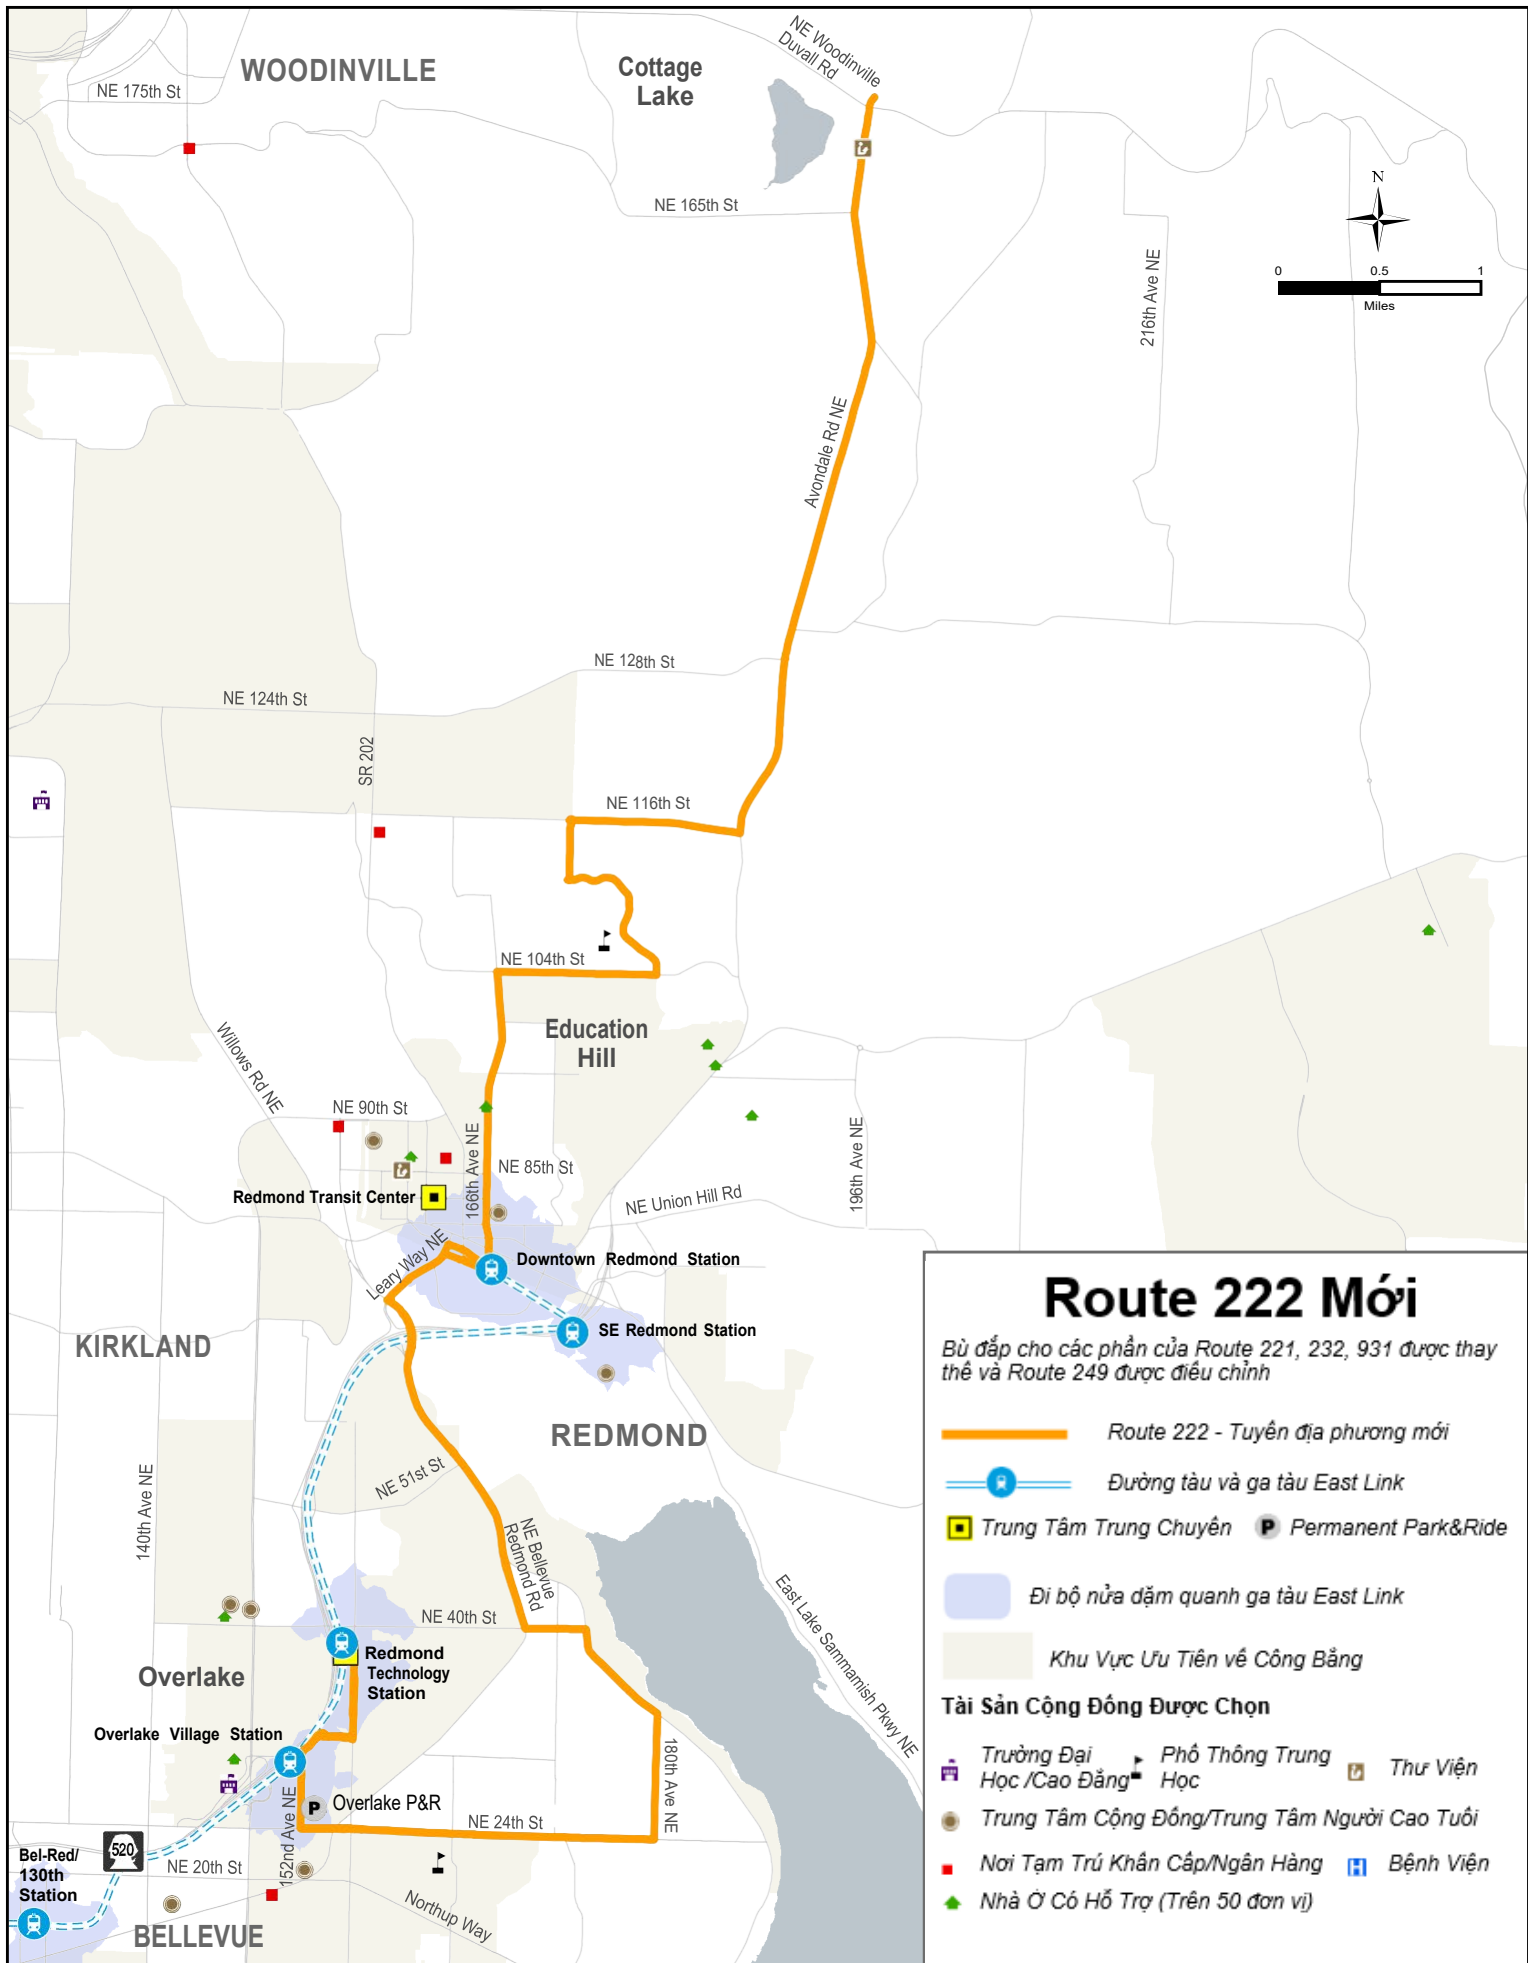 NE Woodinville
Duvall Rd
WOODINVILLE
Cottage
Lake
NE 175th St
NE 165th St
N
0 0.5 1
Miles
216th Ave NE
Avondale Rd NE
NE 128th St
NE 124th St
SR 202
NE 116th St
NE 104th St
Education
Hill
Willows Rd NE
NE 90th St
166th Ave NE
NE 85th St
196th Ave NE
Redmond Transit Center
NE Union Hill Rd
Leary Way NE
Downtown Redmond Station
SE Redmond Station
KIRKLAND
REDMOND
NE 51st St
140th Ave NE
NE Bellevue
Redmond Rd
NE 40th St
East Lake Sammamish Pkwy NE
Redmond
Technology
Station
Overlake
Overlake Village Station
180th Ave NE
P
Overlake P&R
152nd Ave NE
NE 24th St
520
Bel-Red/
130th
Station
NE 20th St
Northup Way
BELLEVUE
Route 222 Mới
Bù đắp cho các phần của Route 221, 232, 931 được thay
thế và Route 249 được điều chỉnh
Route 222 - Tuyến địa phương mới
Đường tàu và ga tàu East Link
Trung Tâm Trung Chuyển P Permanent Park&Ride
Đi bộ nửa dặm quanh ga tàu East Link
Khu Vực Ưu Tiên về Công Bằng
Tài Sản Cộng Đồng Được Chọn
Trường Đại
Học /Cao Đẳng
Phổ Thông Trung
Học
Thư Viện
Trung Tâm Cộng Đồng/Trung Tâm Người Cao Tuổi
Nơi Tạm Trú Khẩn Cấp/Ngân Hàng H Bệnh Viện
Nhà Ở Có Hỗ Trợ (Trên 50 đơn vị)